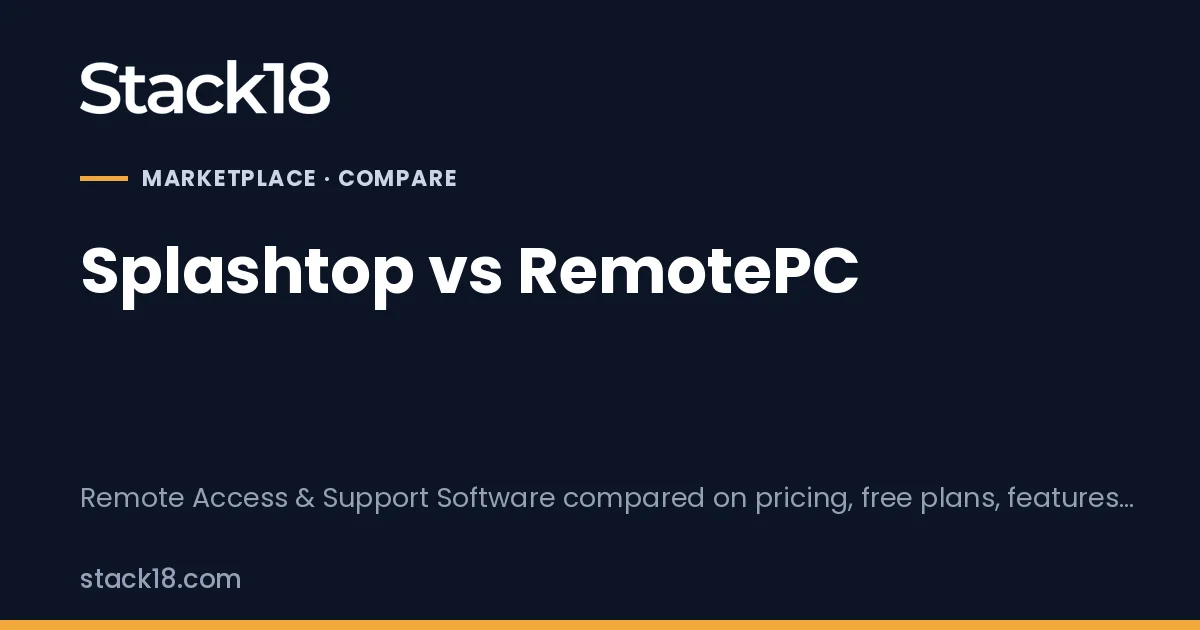 Stack18
MARKETPLACE · COMPARE
Splashtop vs RemotePC
Remote Access & Support Software compared on pricing, free plans, features…
stack18.com